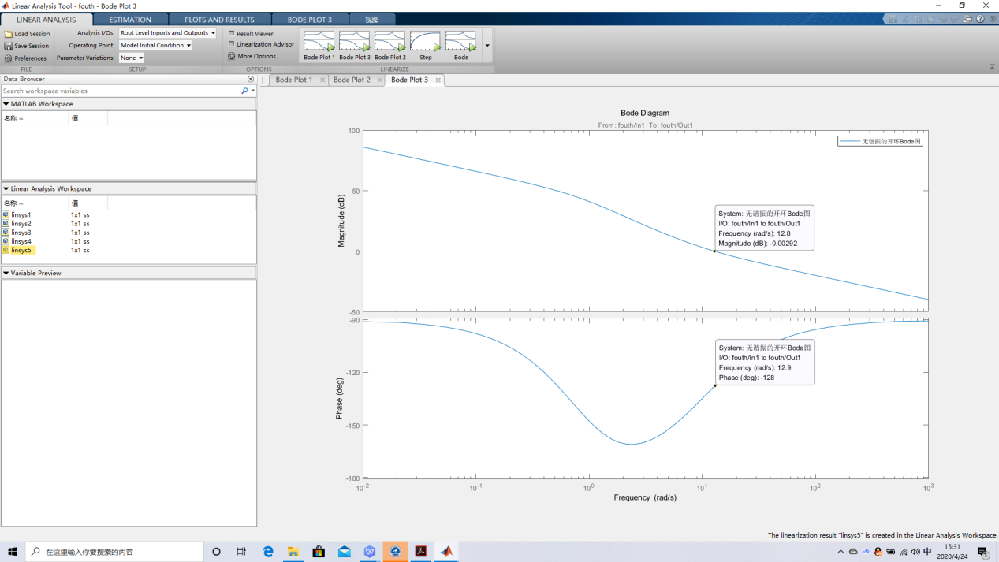 Linear Analysis Tool - fouth - Bode Plot 3
LINEAR ANALYSIS ESTIMATION PLOTS AND RESULTS BODE PLOT 3 视图
Load Session
Save Session
Preferences
FILE
Analysis I/Os: Root Level Inports and Outports
Operating Point: Model Initial Condition
Parameter Variations: None
SETUP
Result Viewer
Linearization Advisor
More Options
OPTIONS
Bode Plot 1 Bode Plot 3 Bode Plot 2 Step Bode
LINEARIZE
Data Browser
Search workspace variables
MATLAB Workspace
名称 值
Linear Analysis Workspace
名称 值
linsys1 1x1 ss
linsys2 1x1 ss
linsys3 1x1 ss
linsys4 1x1 ss
linsys5 1x1 ss
Variable Preview
Bode Plot 1 Bode Plot 2 Bode Plot 3
Bode Diagram
From: fouth/In1 To: fouth/Out1
无谐振的开环Bode图
Magnitude (dB)
100
50
0
-50
System: 无谐振的开环Bode图
I/O: fouth/In1 to fouth/Out1
Frequency (rad/s): 12.8
Magnitude (dB): -0.00292
Phase (deg)
-90
-120
-150
-180
System: 无谐振的开环Bode图
I/O: fouth/In1 to fouth/Out1
Frequency (rad/s): 12.9
Phase (deg): -128
10-2 10-1 100 101 102 103
Frequency (rad/s)
The linearization result "linsys5" is created in the Linear Analysis Workspace.
在这里输入你要搜索的内容
中
15:31
2020/4/24
1